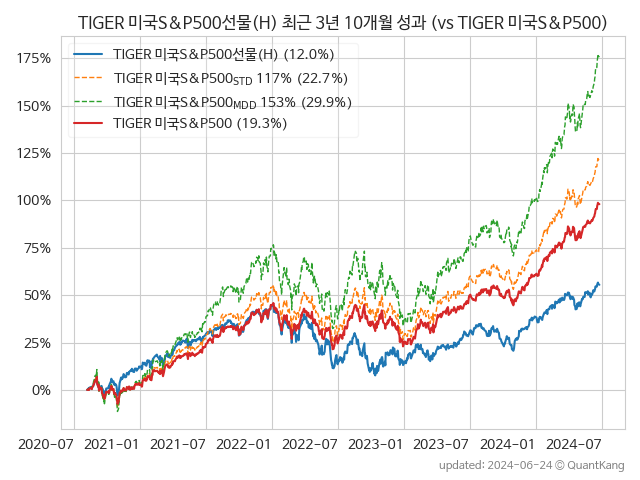 TIGER 미국S&P500선물(H) 최근 3년 10개월 성과 (vs TIGER 미국S&P500)
TIGER 미국S&P500선물(H) (12.0%)
TIGER 미국S&P500STD 117% (22.7%)
TIGER 미국S&P500MDD 153% (29.9%)
TIGER 미국S&P500 (19.3%)
175%
150%
125%
100%
75%
50%
25%
0%
2020-07 2021-01 2021-07 2022-01 2022-07 2023-01 2023-07 2024-01 2024-07
updated: 2024-06-24 ⓒ QuantKang